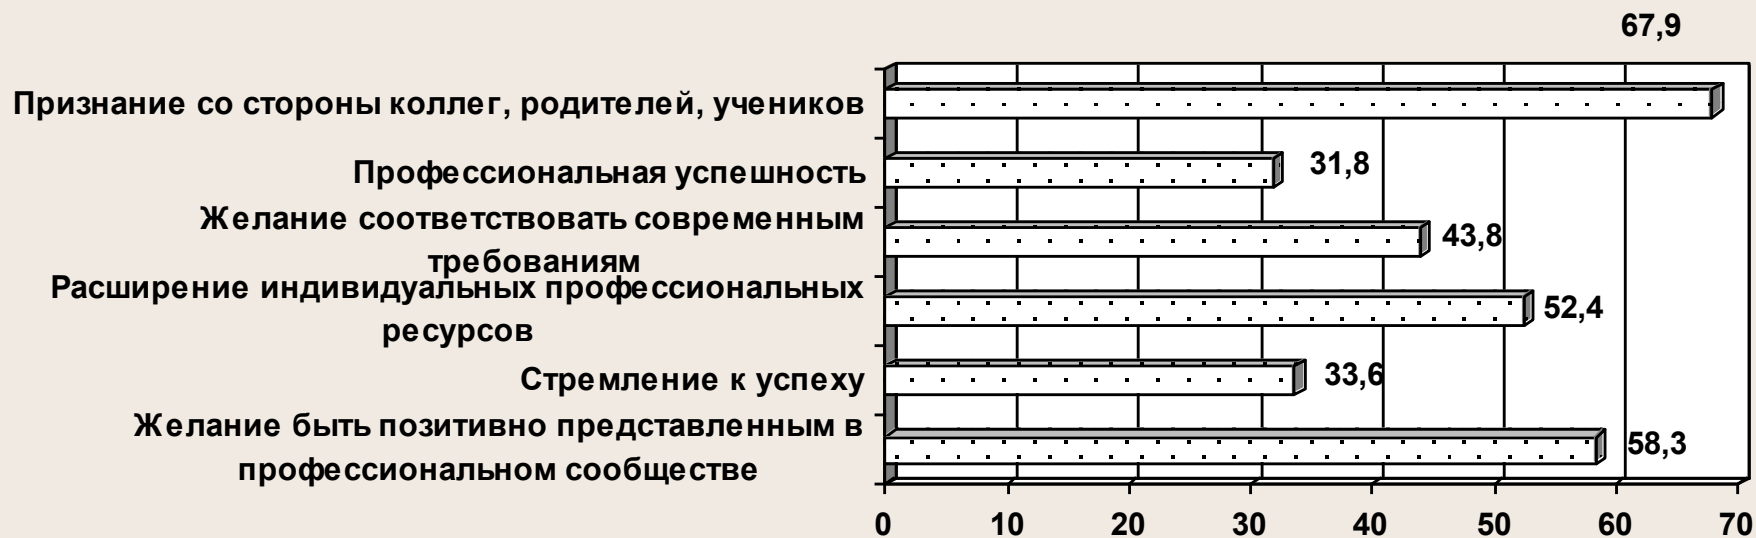 67,9
Признание со стороны коллег, родителей, учеников
Профессиональная успешность
31,8
Желание соответствовать современным
требованиям
43,8
Расширение индивидуальных профессиональных
ресурсов
52,4
Стремление к успеху
33,6
Желание быть позитивно представленным в
профессиональном сообществе
58,3
0 10 20 30 40 50 60 70